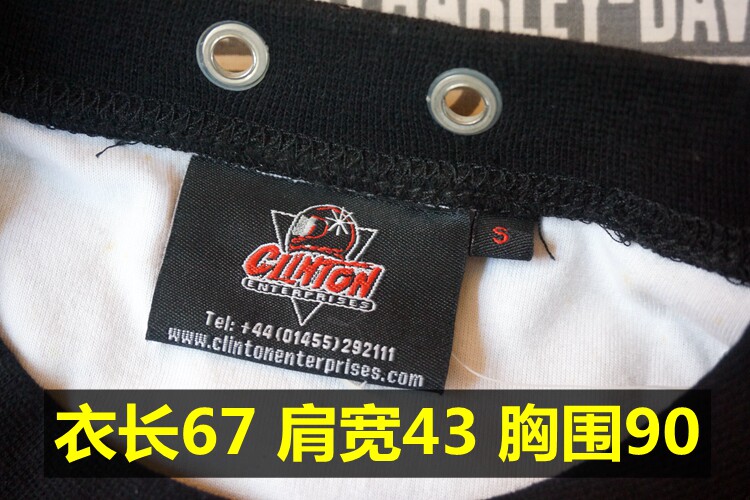 HARLEY-DAV
S
CLINTON
ENTERPRISES
Tel: +44(01455)292111
www.clintonenterprises.com
衣长67 肩宽43 胸围90